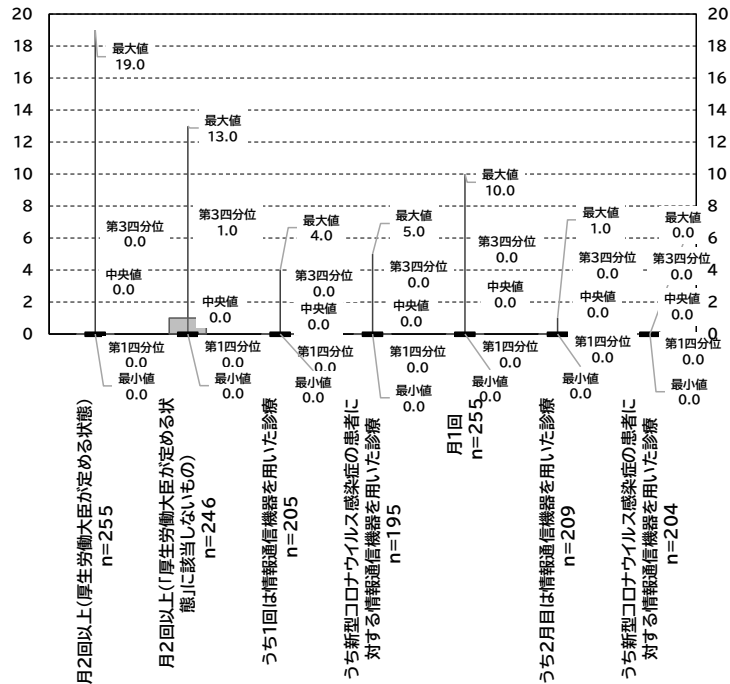 20
18
16
14
12
10
8
6
4
2
0
20
18
16
14
12
10
8
6
4
2
0
最大値
19.0
第3四分位
0.0
中央値
0.0
第1四分位
0.0
最小値
0.0
最大値
13.0
第3四分位
1.0
中央値
0.0
第1四分位
0.0
最小値
0.0
最大値
4.0
第3四分位
0.0
中央値
0.0
第1四分位
0.0
最小値
0.0
最大値
5.0
第3四分位
0.0
中央値
0.0
第1四分位
0.0
最小値
0.0
最大値
10.0
第3四分位
0.0
中央値
0.0
第1四分位
0.0
最小値
0.0
最大値
1.0
第3四分位
0.0
中央値
0.0
第1四分位
0.0
最小値
0.0
最大値
0.0
第3四分位
0.0
中央値
0.0
第1四分位
0.0
最小値
0.0
月2回以上(厚生労働大臣が定める状態)
n=255
月2回以上(「厚生労働大臣が定める状
態」に該当しないもの)
n=246
うち1回は情報通信機器を用いた診療
n=205
うち新型コロナウイルス感染症の患者に
対する情報通信機器を用いた診療
n=195
月1回
n=255
うち2月目は情報通信機器を用いた診療
n=209
うち新型コロナウイルス感染症の患者に
対する情報通信機器を用いた診療
n=204